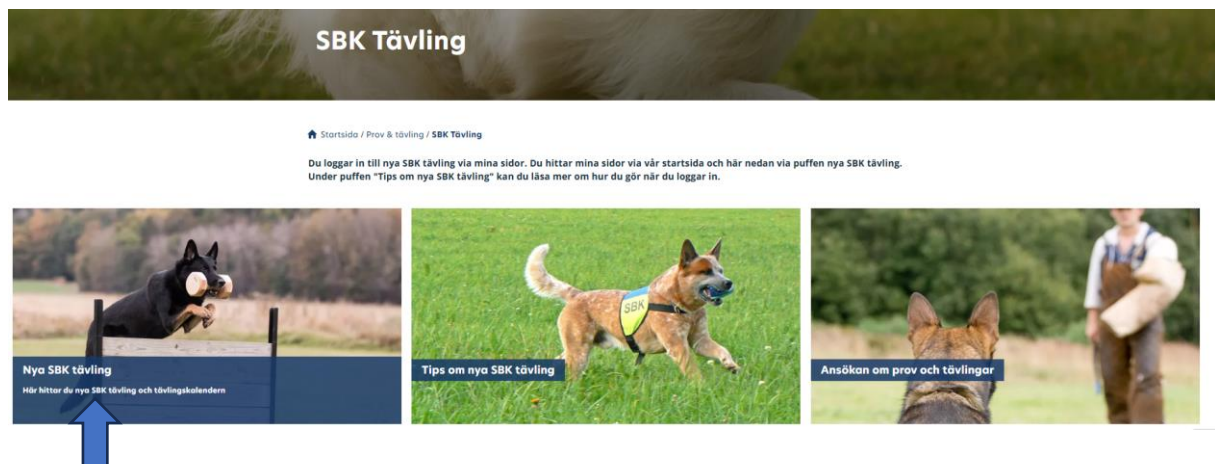 SBK Tävling
Startsida / Prov & tävling / SBK Tävling
Du loggar in till nya SBK tävling via mina sidor. Du hittar mina sidor via vår startsida och här nedan via puffen nya SBK tävling.
Under puffen "Tips om nya SBK tävling" kan du läsa mer om hur du gör när du loggar in.
SBK
Nya SBK tävling
Här hittar du nya SBK tävling och tävlingskalendern
Tips om nya SBK tävling
Ansökan om prov och tävlingar